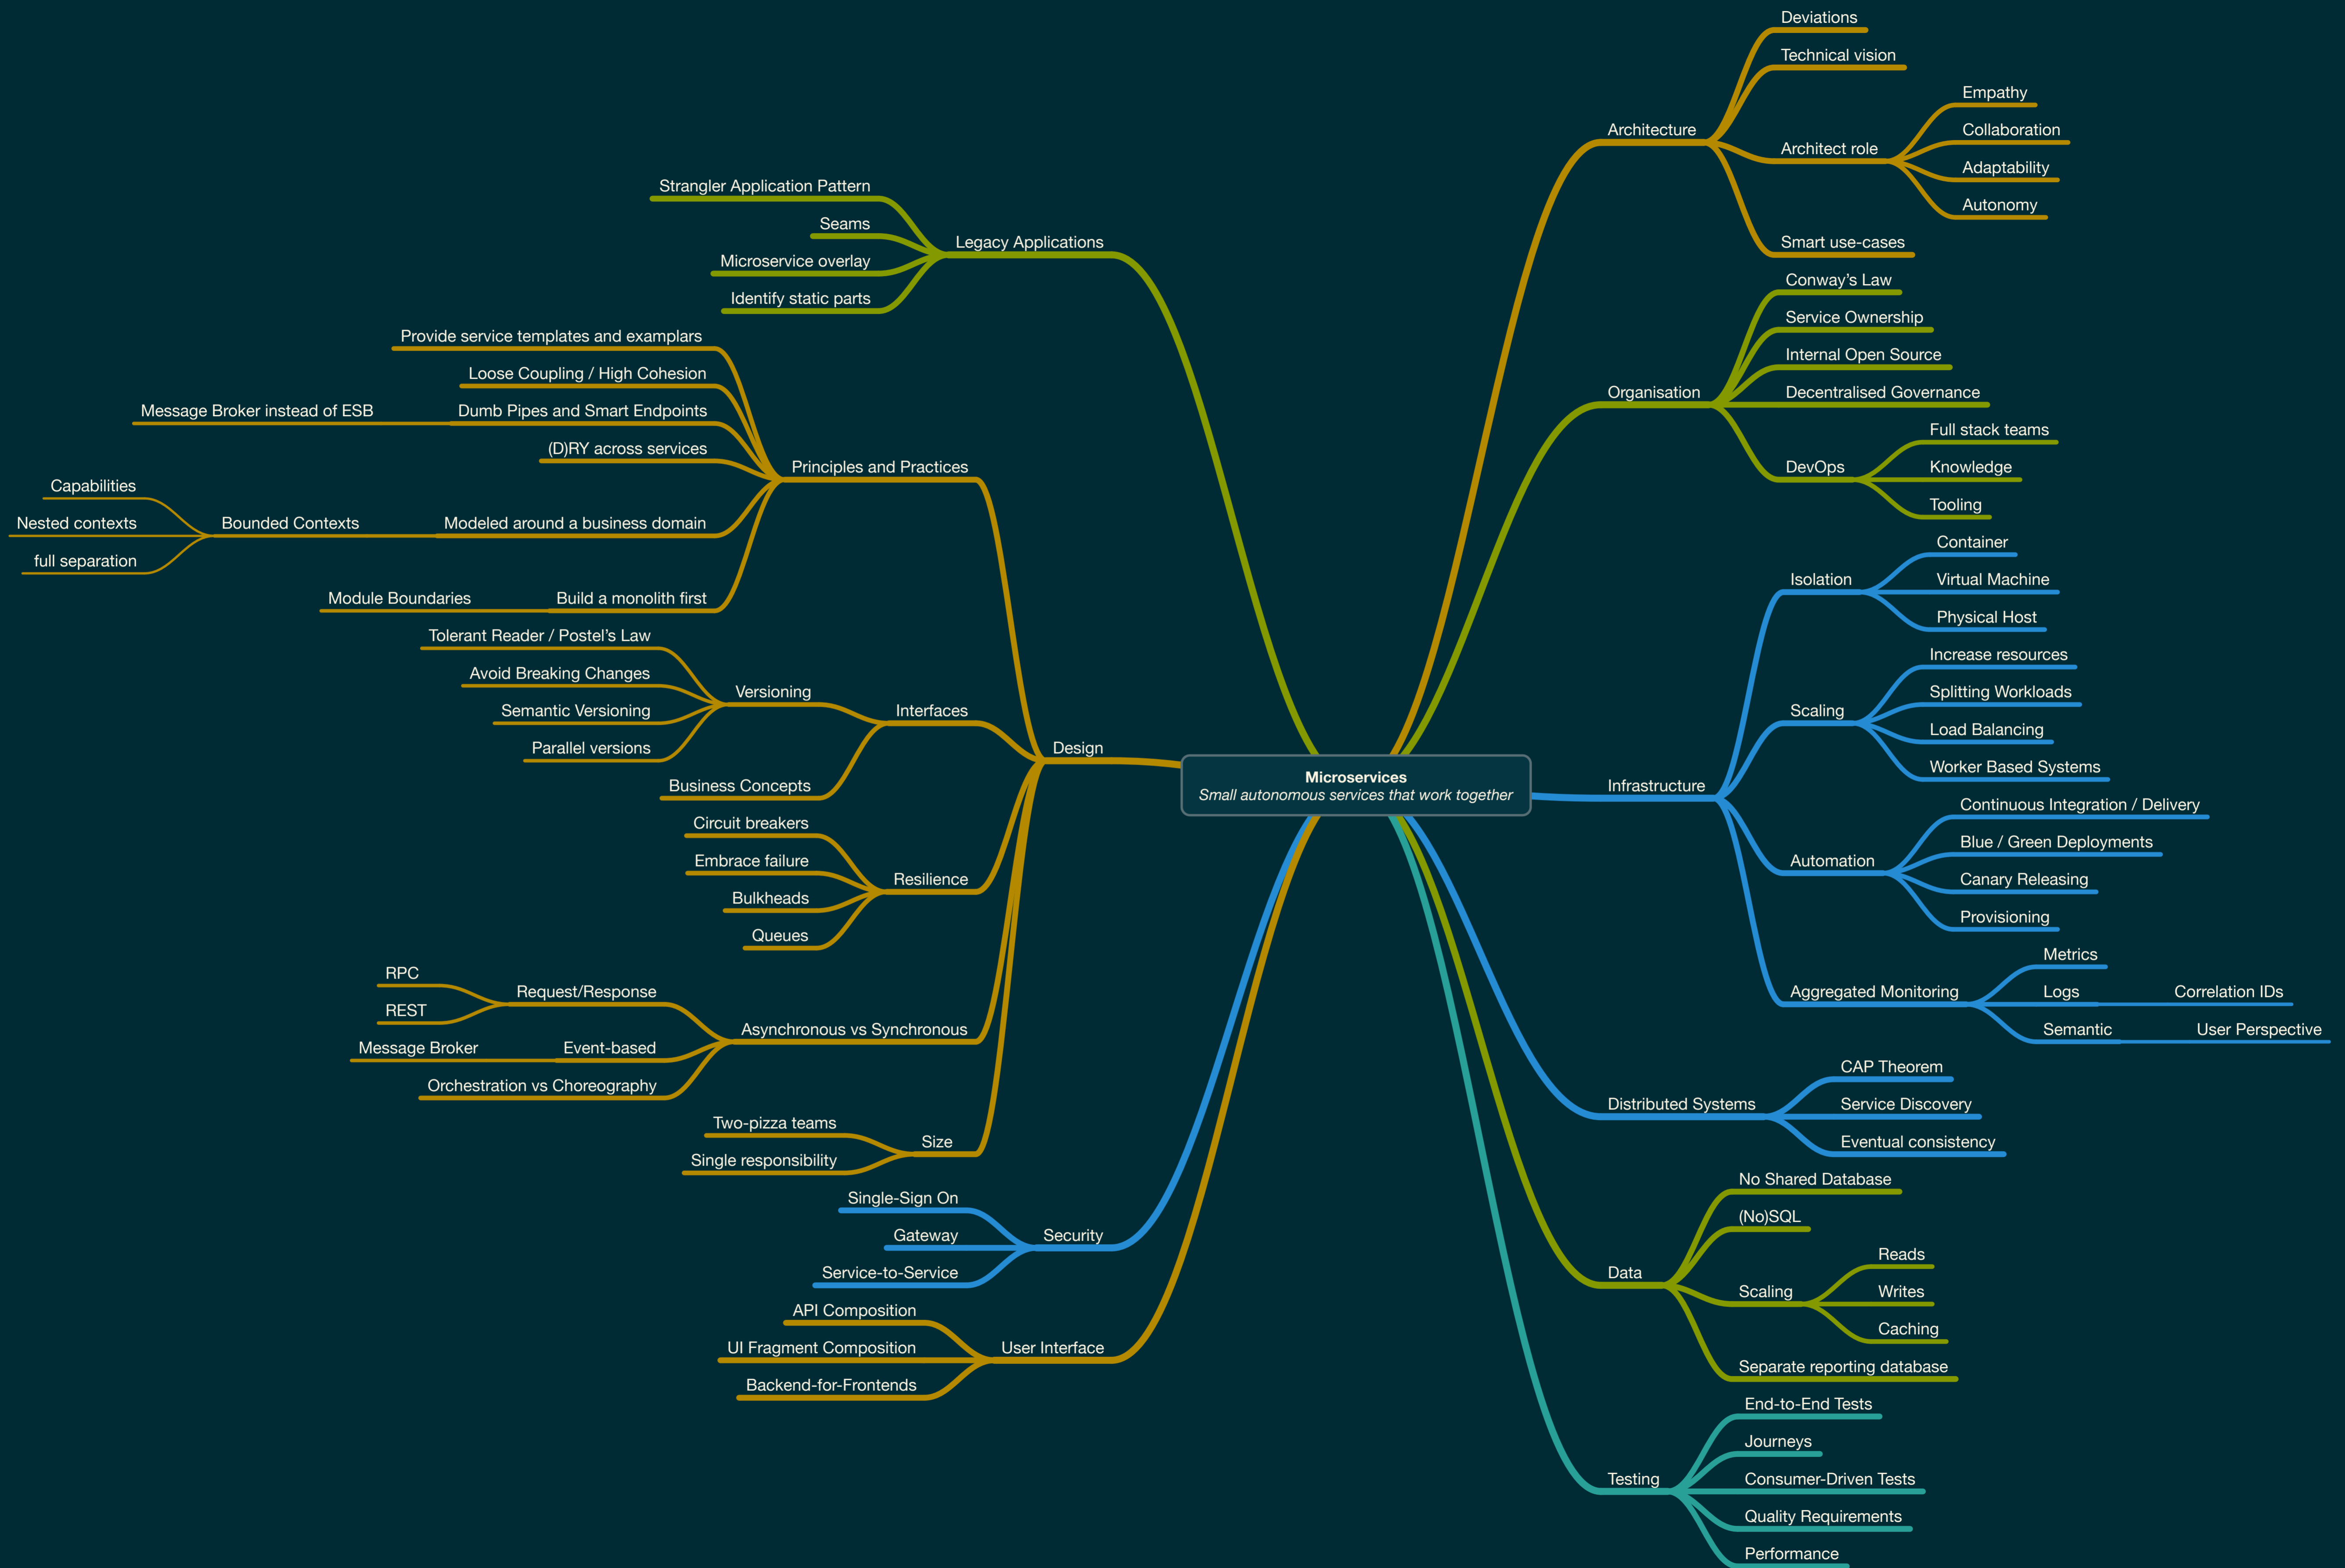 Microservices
Small autonomous services that work together
Legacy Applications
Strangler Application Pattern
Seams
Microservice overlay
Identify static parts
Design
Principles and Practices
Provide service templates and examplars
Loose Coupling / High Cohesion
Dumb Pipes and Smart Endpoints
Message Broker instead of ESB
(D)RY across services
Modeled around a business domain
Bounded Contexts
Capabilities
Nested contexts
full separation
Build a monolith first
Module Boundaries
Interfaces
Versioning
Tolerant Reader / Postel's Law
Avoid Breaking Changes
Semantic Versioning
Parallel versions
Business Concepts
Resilience
Circuit breakers
Embrace failure
Bulkheads
Queues
Asynchronous vs Synchronous
Request/Response
RPC
REST
Event-based
Message Broker
Orchestration vs Choreography
Size
Two-pizza teams
Single responsibility
Security
Single-Sign On
Gateway
Service-to-Service
User Interface
API Composition
UI Fragment Composition
Backend-for-Frontends
Architecture
Deviations
Technical vision
Architect role
Empathy
Collaboration
Adaptability
Autonomy
Smart use-cases
Organisation
Conway's Law
Service Ownership
Internal Open Source
Decentralised Governance
DevOps
Full stack teams
Knowledge
Tooling
Infrastructure
Isolation
Container
Virtual Machine
Physical Host
Scaling
Increase resources
Splitting Workloads
Load Balancing
Worker Based Systems
Automation
Continuous Integration / Delivery
Blue / Green Deployments
Canary Releasing
Provisioning
Aggregated Monitoring
Metrics
Logs
Correlation IDs
Semantic
User Perspective
Distributed Systems
CAP Theorem
Service Discovery
Eventual consistency
Data
No Shared Database
(No)SQL
Scaling
Reads
Writes
Caching
Separate reporting database
Testing
End-to-End Tests
Journeys
Consumer-Driven Tests
Quality Requirements
Performance